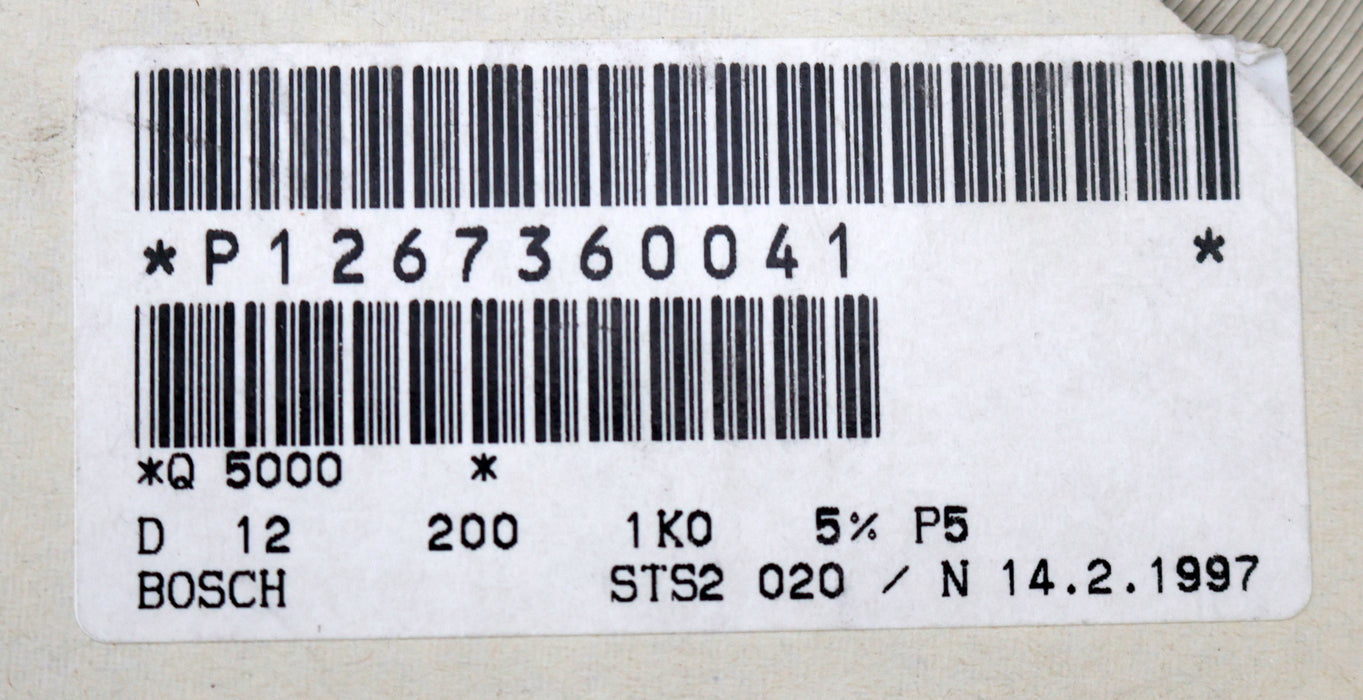 *P1267360041 *
*Q 5000 *
D 12 200 1K0 5% P5
BOSCH STS2 020 / N 14.2.1997